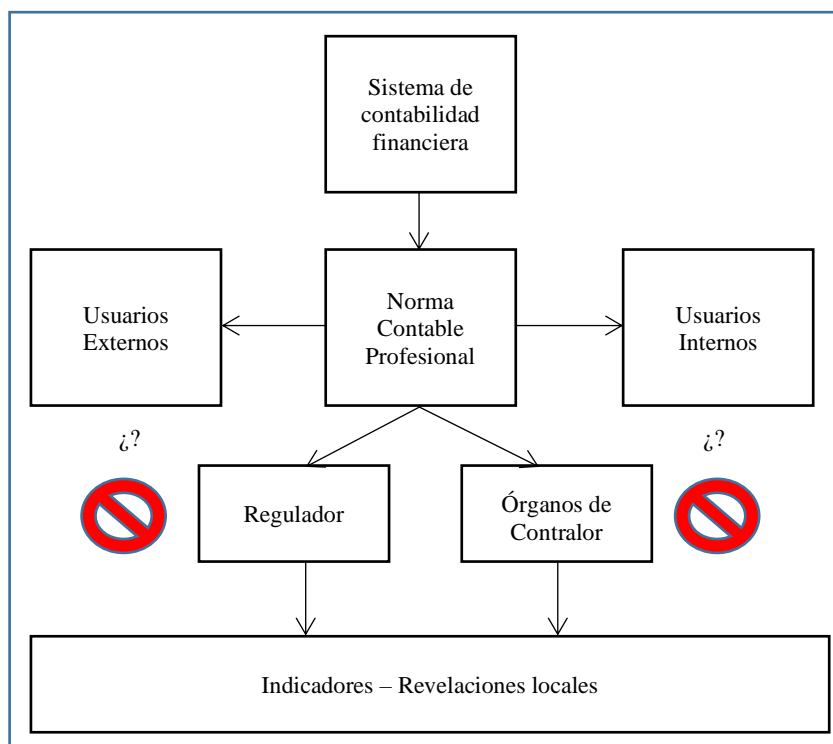 Sistema de
contabilidad
financiera
Usuarios
Externos
Norma
Contable
Profesional
Usuarios
Internos
¿?
¿?
Regulador
Órganos de
Contralor
Indicadores – Revelaciones locales